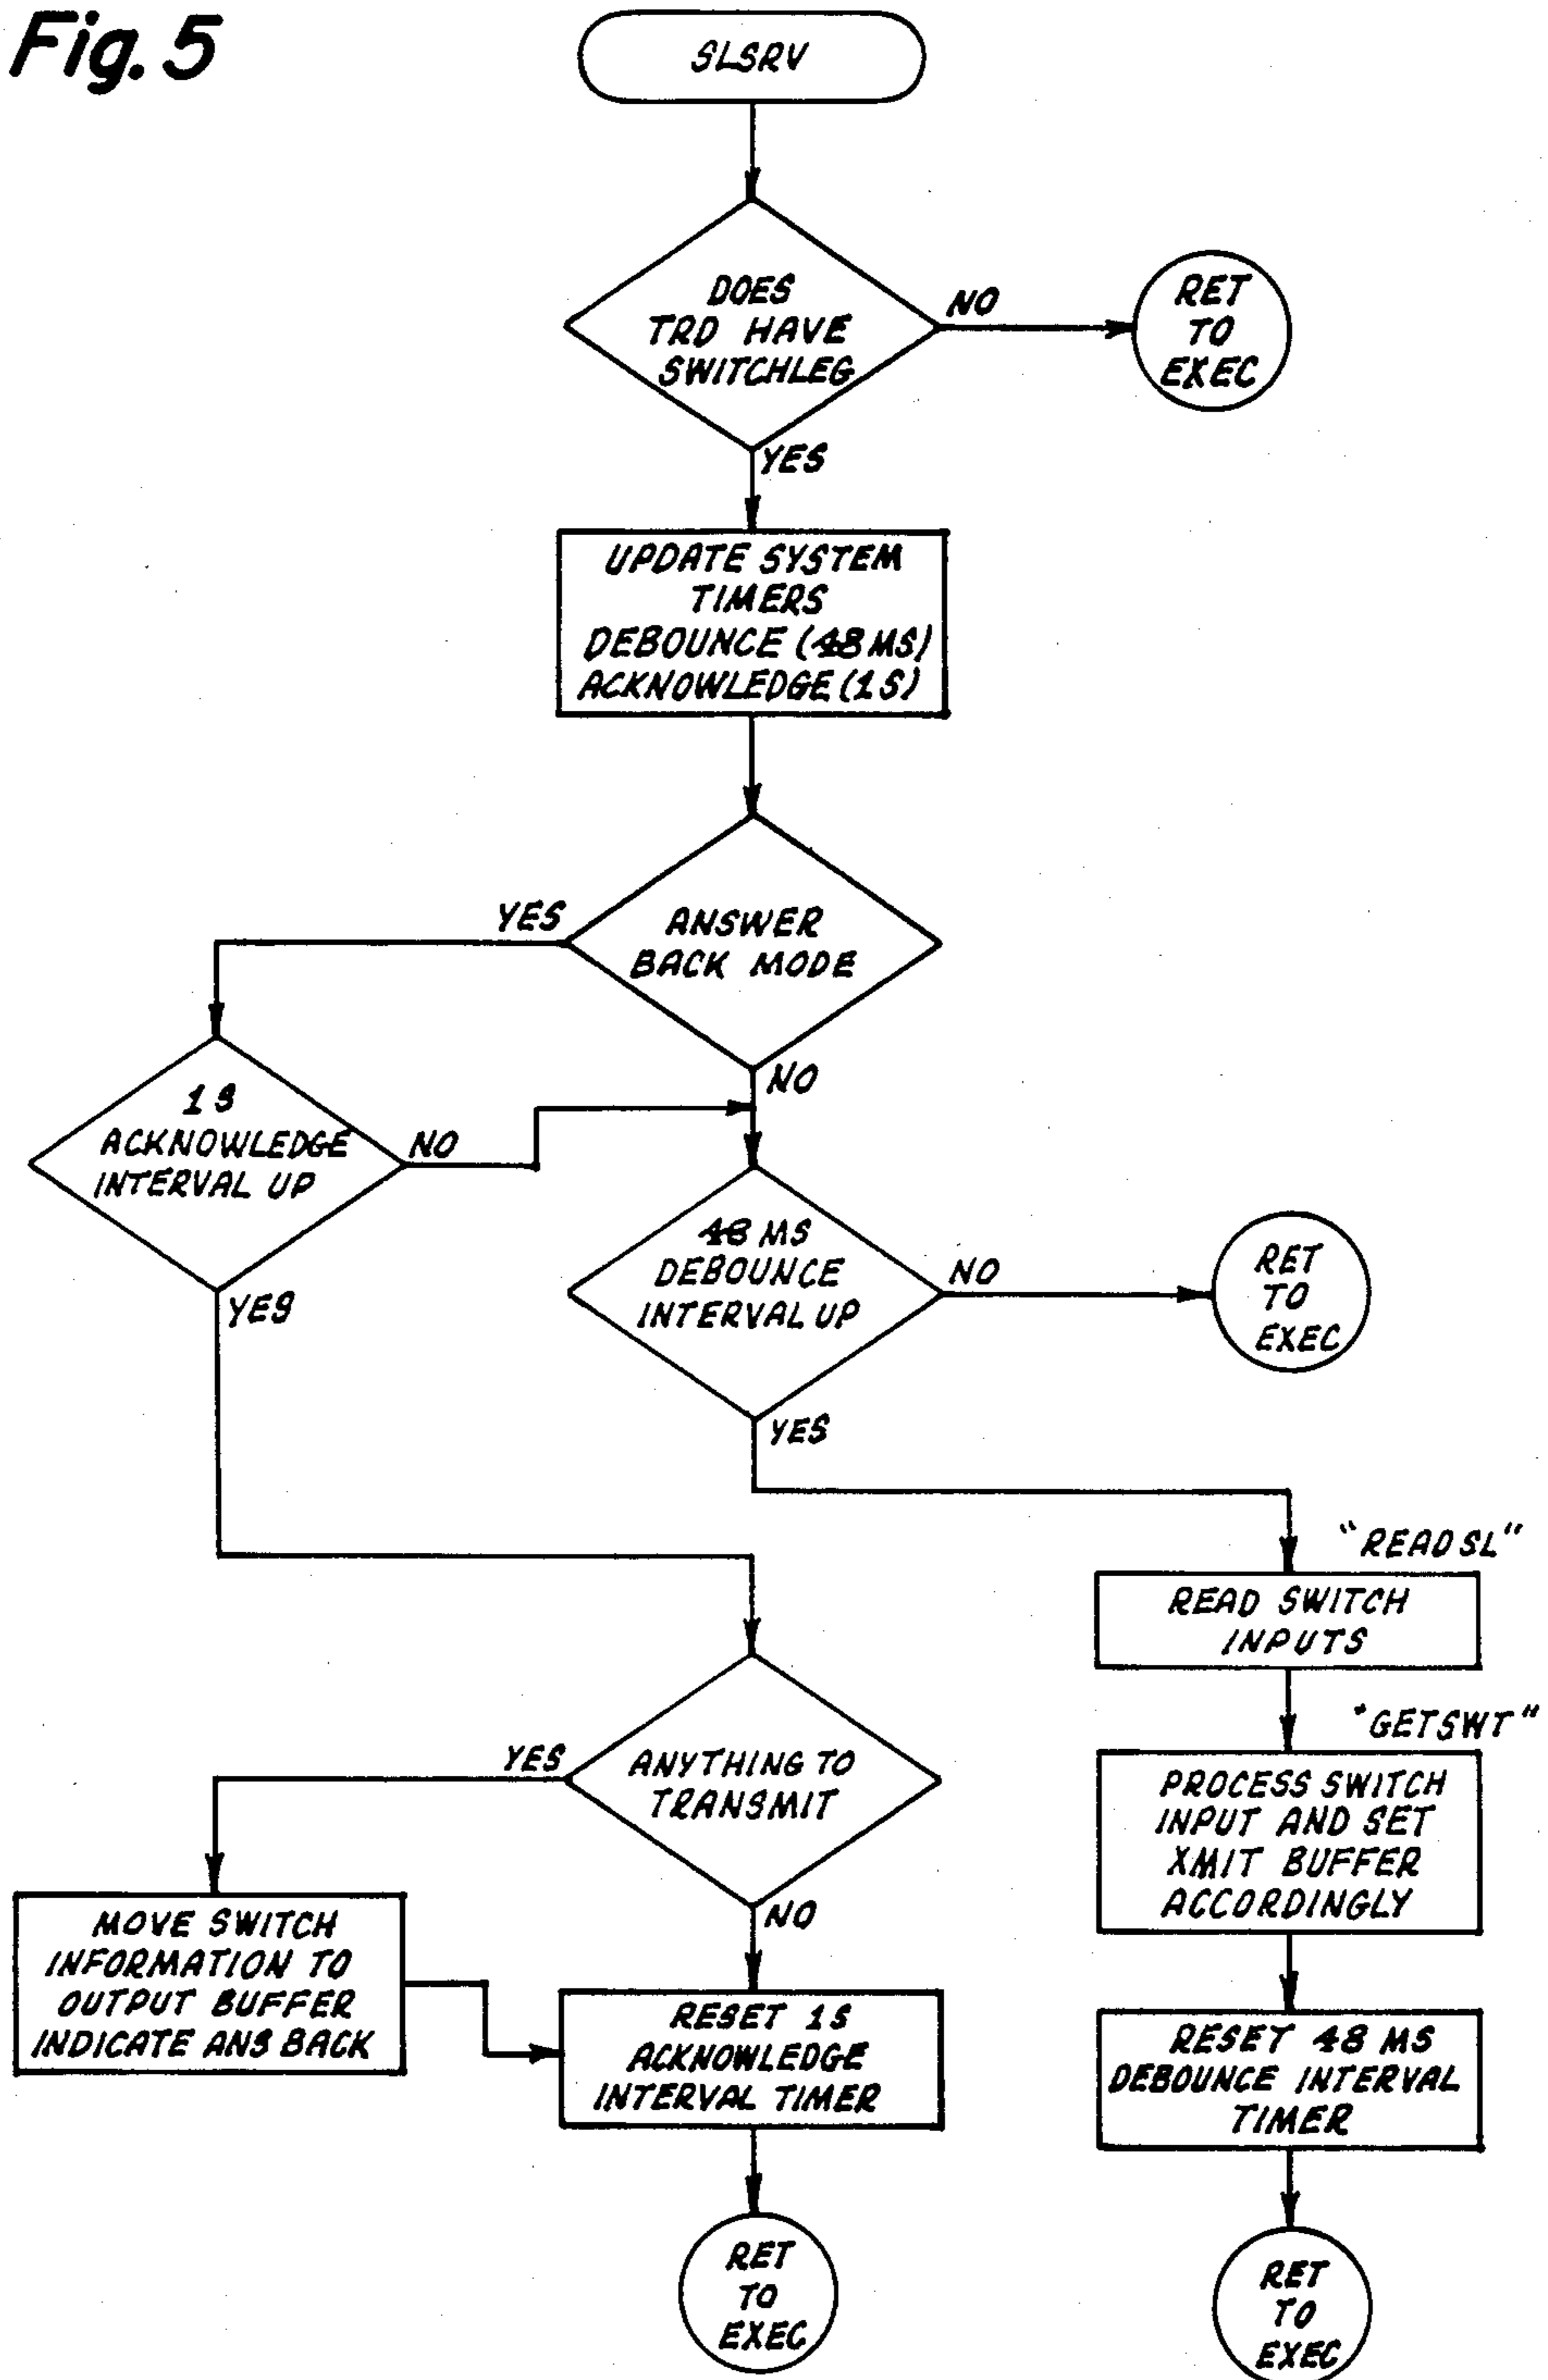 Fig. 5
SLSRV
DOES
TRD HAVE
SWITCHLEG
NO
RET
TO
EXEC
YES
UPDATE SYSTEM
TIMERS
DEBOUNCE (48 MS)
ACKNOWLEDGE (1 S)
YES
ANSWER
BACK MODE
NO
1 S
ACKNOWLEDGE
INTERVAL UP
NO
YES
48 MS
DEBOUNCE
INTERVAL UP
NO
RET
TO
EXEC
YES
"READSL"
READ SWITCH
INPUTS
"GETSWT"
PROCESS SWITCH
INPUT AND SET
XMIT BUFFER
ACCORDINGLY
YES
ANYTHING TO
TRANSMIT
NO
MOVE SWITCH
INFORMATION TO
OUTPUT BUFFER
INDICATE ANS BACK
RESET 1S
ACKNOWLEDGE
INTERVAL TIMER
RESET 48 MS
DEBOUNCE INTERVAL
TIMER
RET
TO
EXEC
RET
TO
EXEC